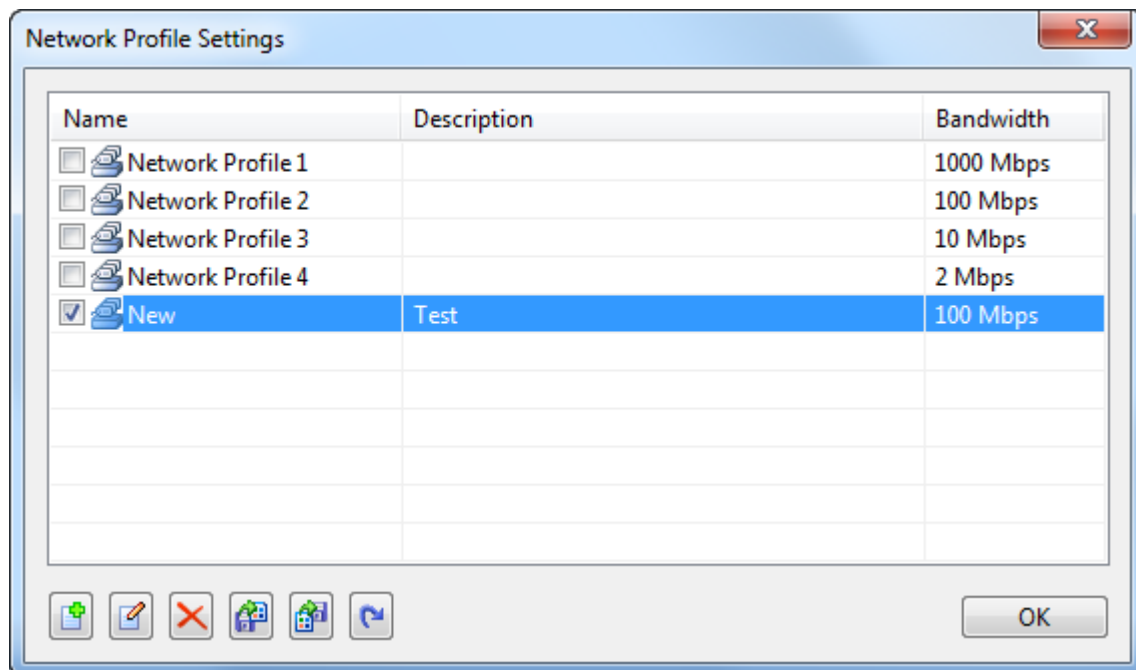 Network Profile Settings
Name Description Bandwidth
Network Profile 1 1000 Mbps
Network Profile 2 100 Mbps
Network Profile 3 10 Mbps
Network Profile 4 2 Mbps
New Test 100 Mbps
OK